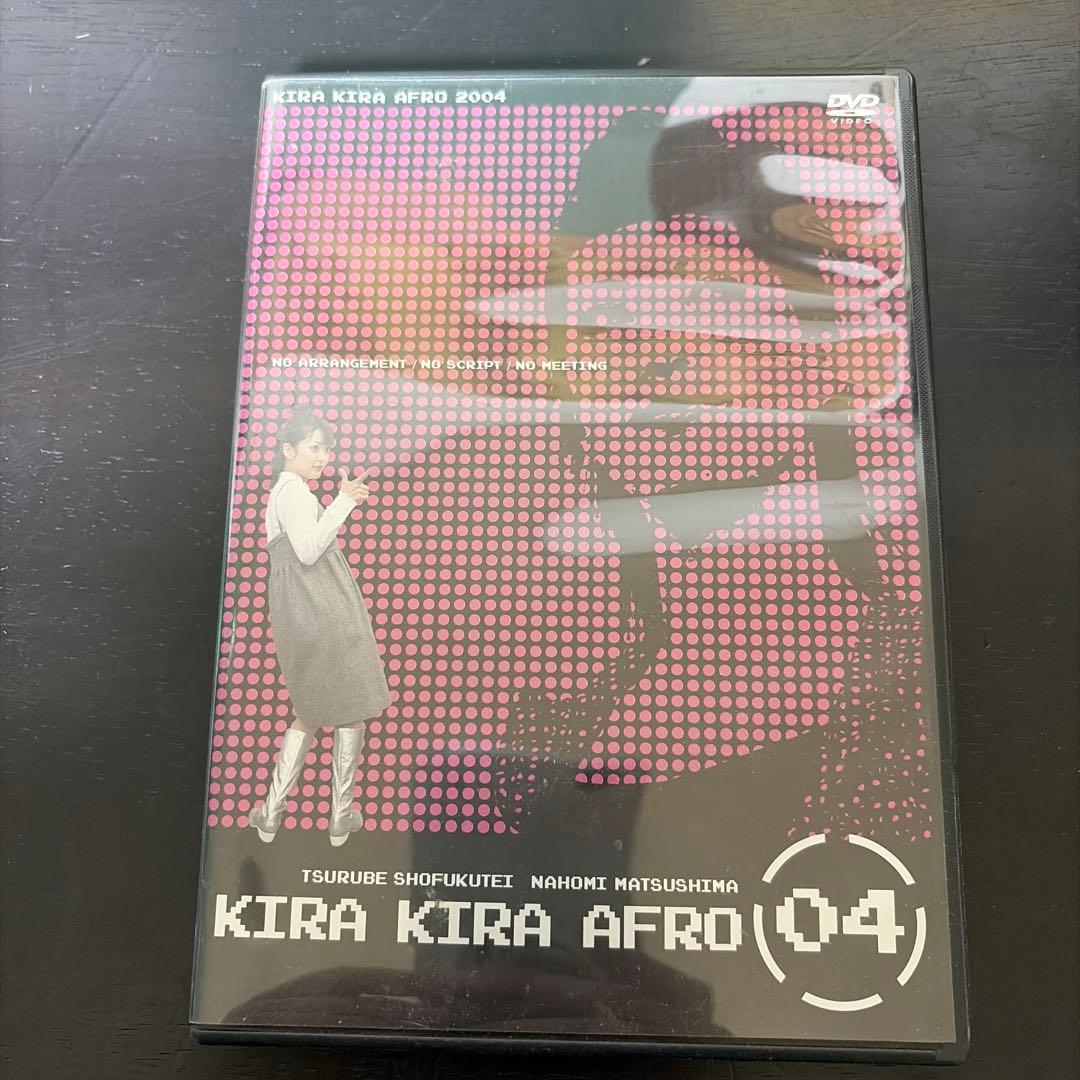 KIRA KIRA AFRO 2004
DVD
VIDEO
NO ARRANGEMENT / NO SCRIPT / NO MEETING
TSURUBE SHOFUKUTEI NAHOMI MATSUSHIMA
KIRA KIRA AFRO 04